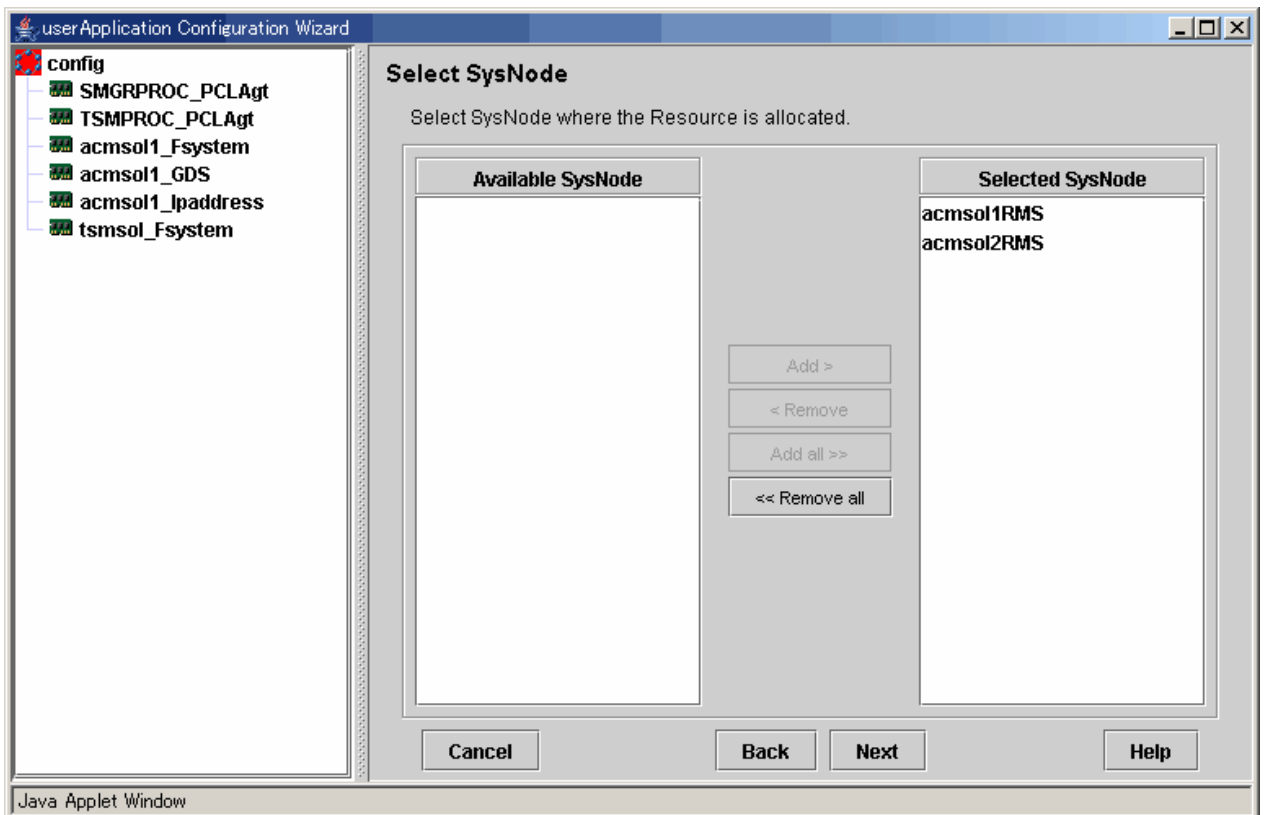 userApplication Configuration Wizard
config
SMGRPROC_PCLAgt
TSMPROC_PCLAgt
acmsol1_Fsystem
acmsol1_GDS
acmsol1_Ipaddress
tsmsol_Fsystem
Select SysNode
Select SysNode where the Resource is allocated.
Available SysNode
Selected SysNode
acmsol1RMS
acmsol2RMS
Add >
< Remove
Add all >>
<< Remove all
Cancel
Back
Next
Help
Java Applet Window